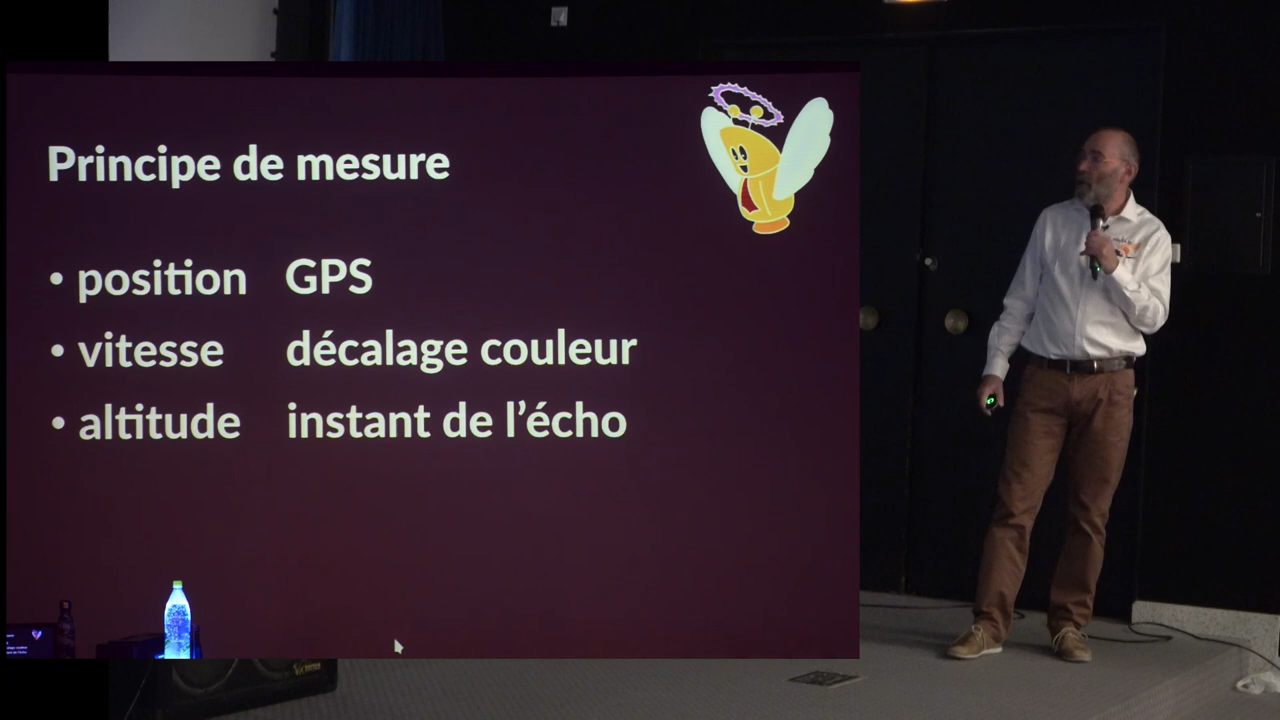 Principe de mesure
• position GPS
• vitesse décalage couleur
• altitude instant de l’écho